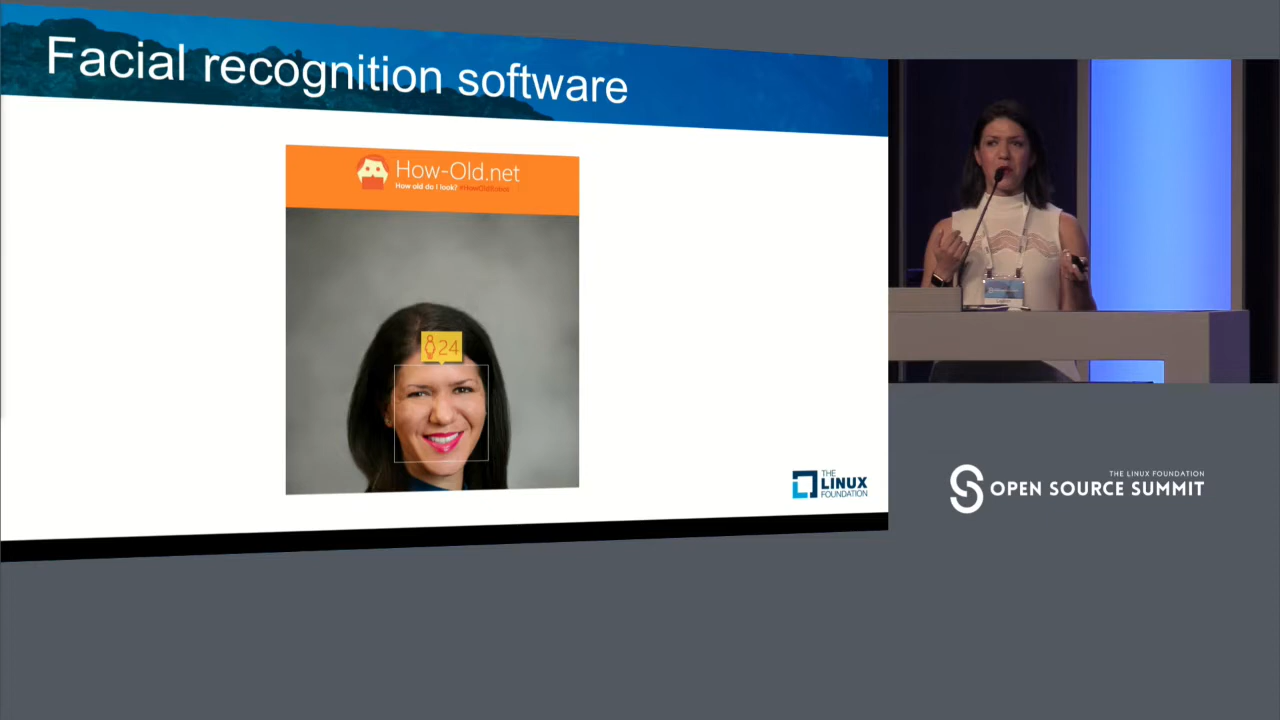 Facial recognition software
How-Old.net
How old do I look? #HowOldRobot
24
THE
LINUX
FOUNDATION
THE LINUX FOUNDATION
OPEN SOURCE SUMMIT